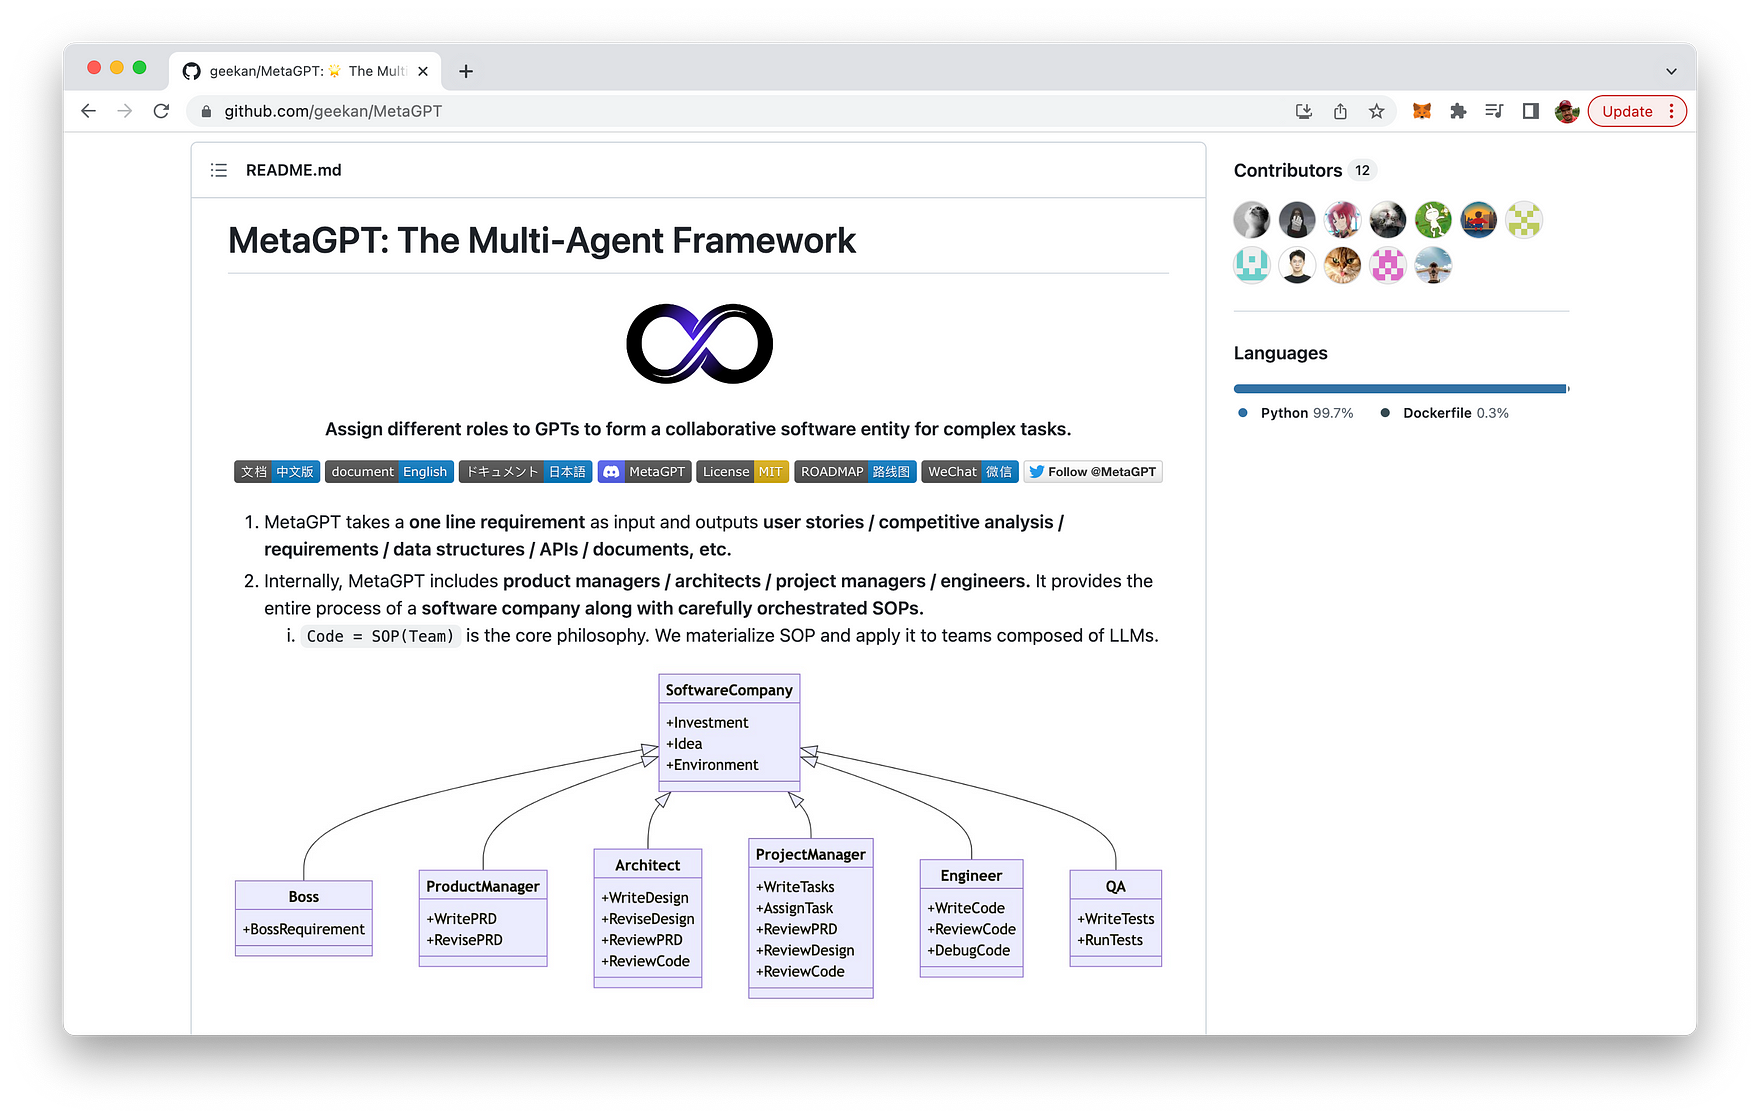 geekan/MetaGPT: 🌟 The Multi
github.com/geekan/MetaGPT
Update
README.md
MetaGPT: The Multi-Agent Framework
Assign different roles to GPTs to form a collaborative software entity for complex tasks.
文档 中文版 document English ドキュメント 日本語 MetaGPT License MIT ROADMAP 路线图 WeChat 微信 Follow @MetaGPT
1. MetaGPT takes a one line requirement as input and outputs user stories / competitive analysis /
requirements / data structures / APIs / documents, etc.
2. Internally, MetaGPT includes product managers / architects / project managers / engineers. It provides the
entire process of a software company along with carefully orchestrated SOPs.
i. Code = SOP(Team) is the core philosophy. We materialize SOP and apply it to teams composed of LLMs.
SoftwareCompany
+Investment
+Idea
+Environment
Boss
+BossRequirement
ProductManager
+WritePRD
+RevisePRD
Architect
+WriteDesign
+ReviseDesign
+ReviewPRD
+ReviewCode
ProjectManager
+WriteTasks
+AssignTask
+ReviewPRD
+ReviewDesign
+ReviewCode
Engineer
+WriteCode
+ReviewCode
+DebugCode
QA
+WriteTests
+RunTests
Contributors 12
Languages
Python 99.7% Dockerfile 0.3%